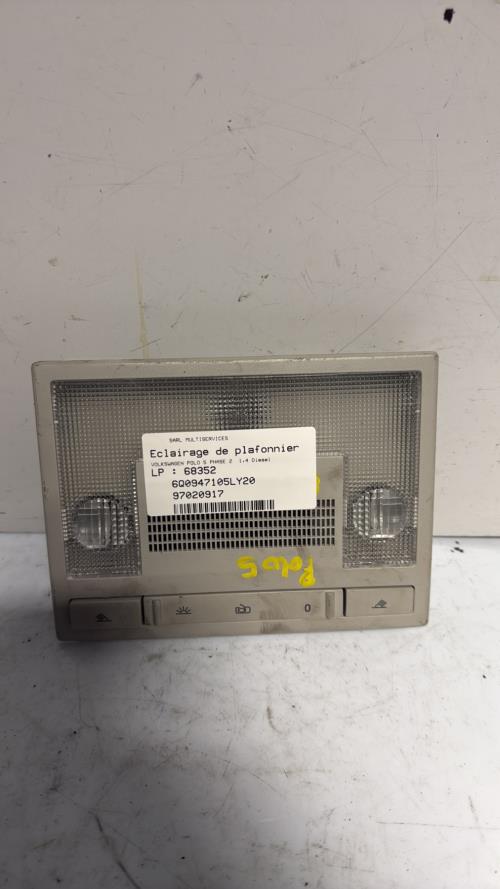 SARL MULTISERVICES
Eclairage de plafonnier
VOLKSWAGEN POLO 5 PHASE 2 1.4 Diesel
LP : 68352
6Q0947105LY20
97020917
Polo 5
0